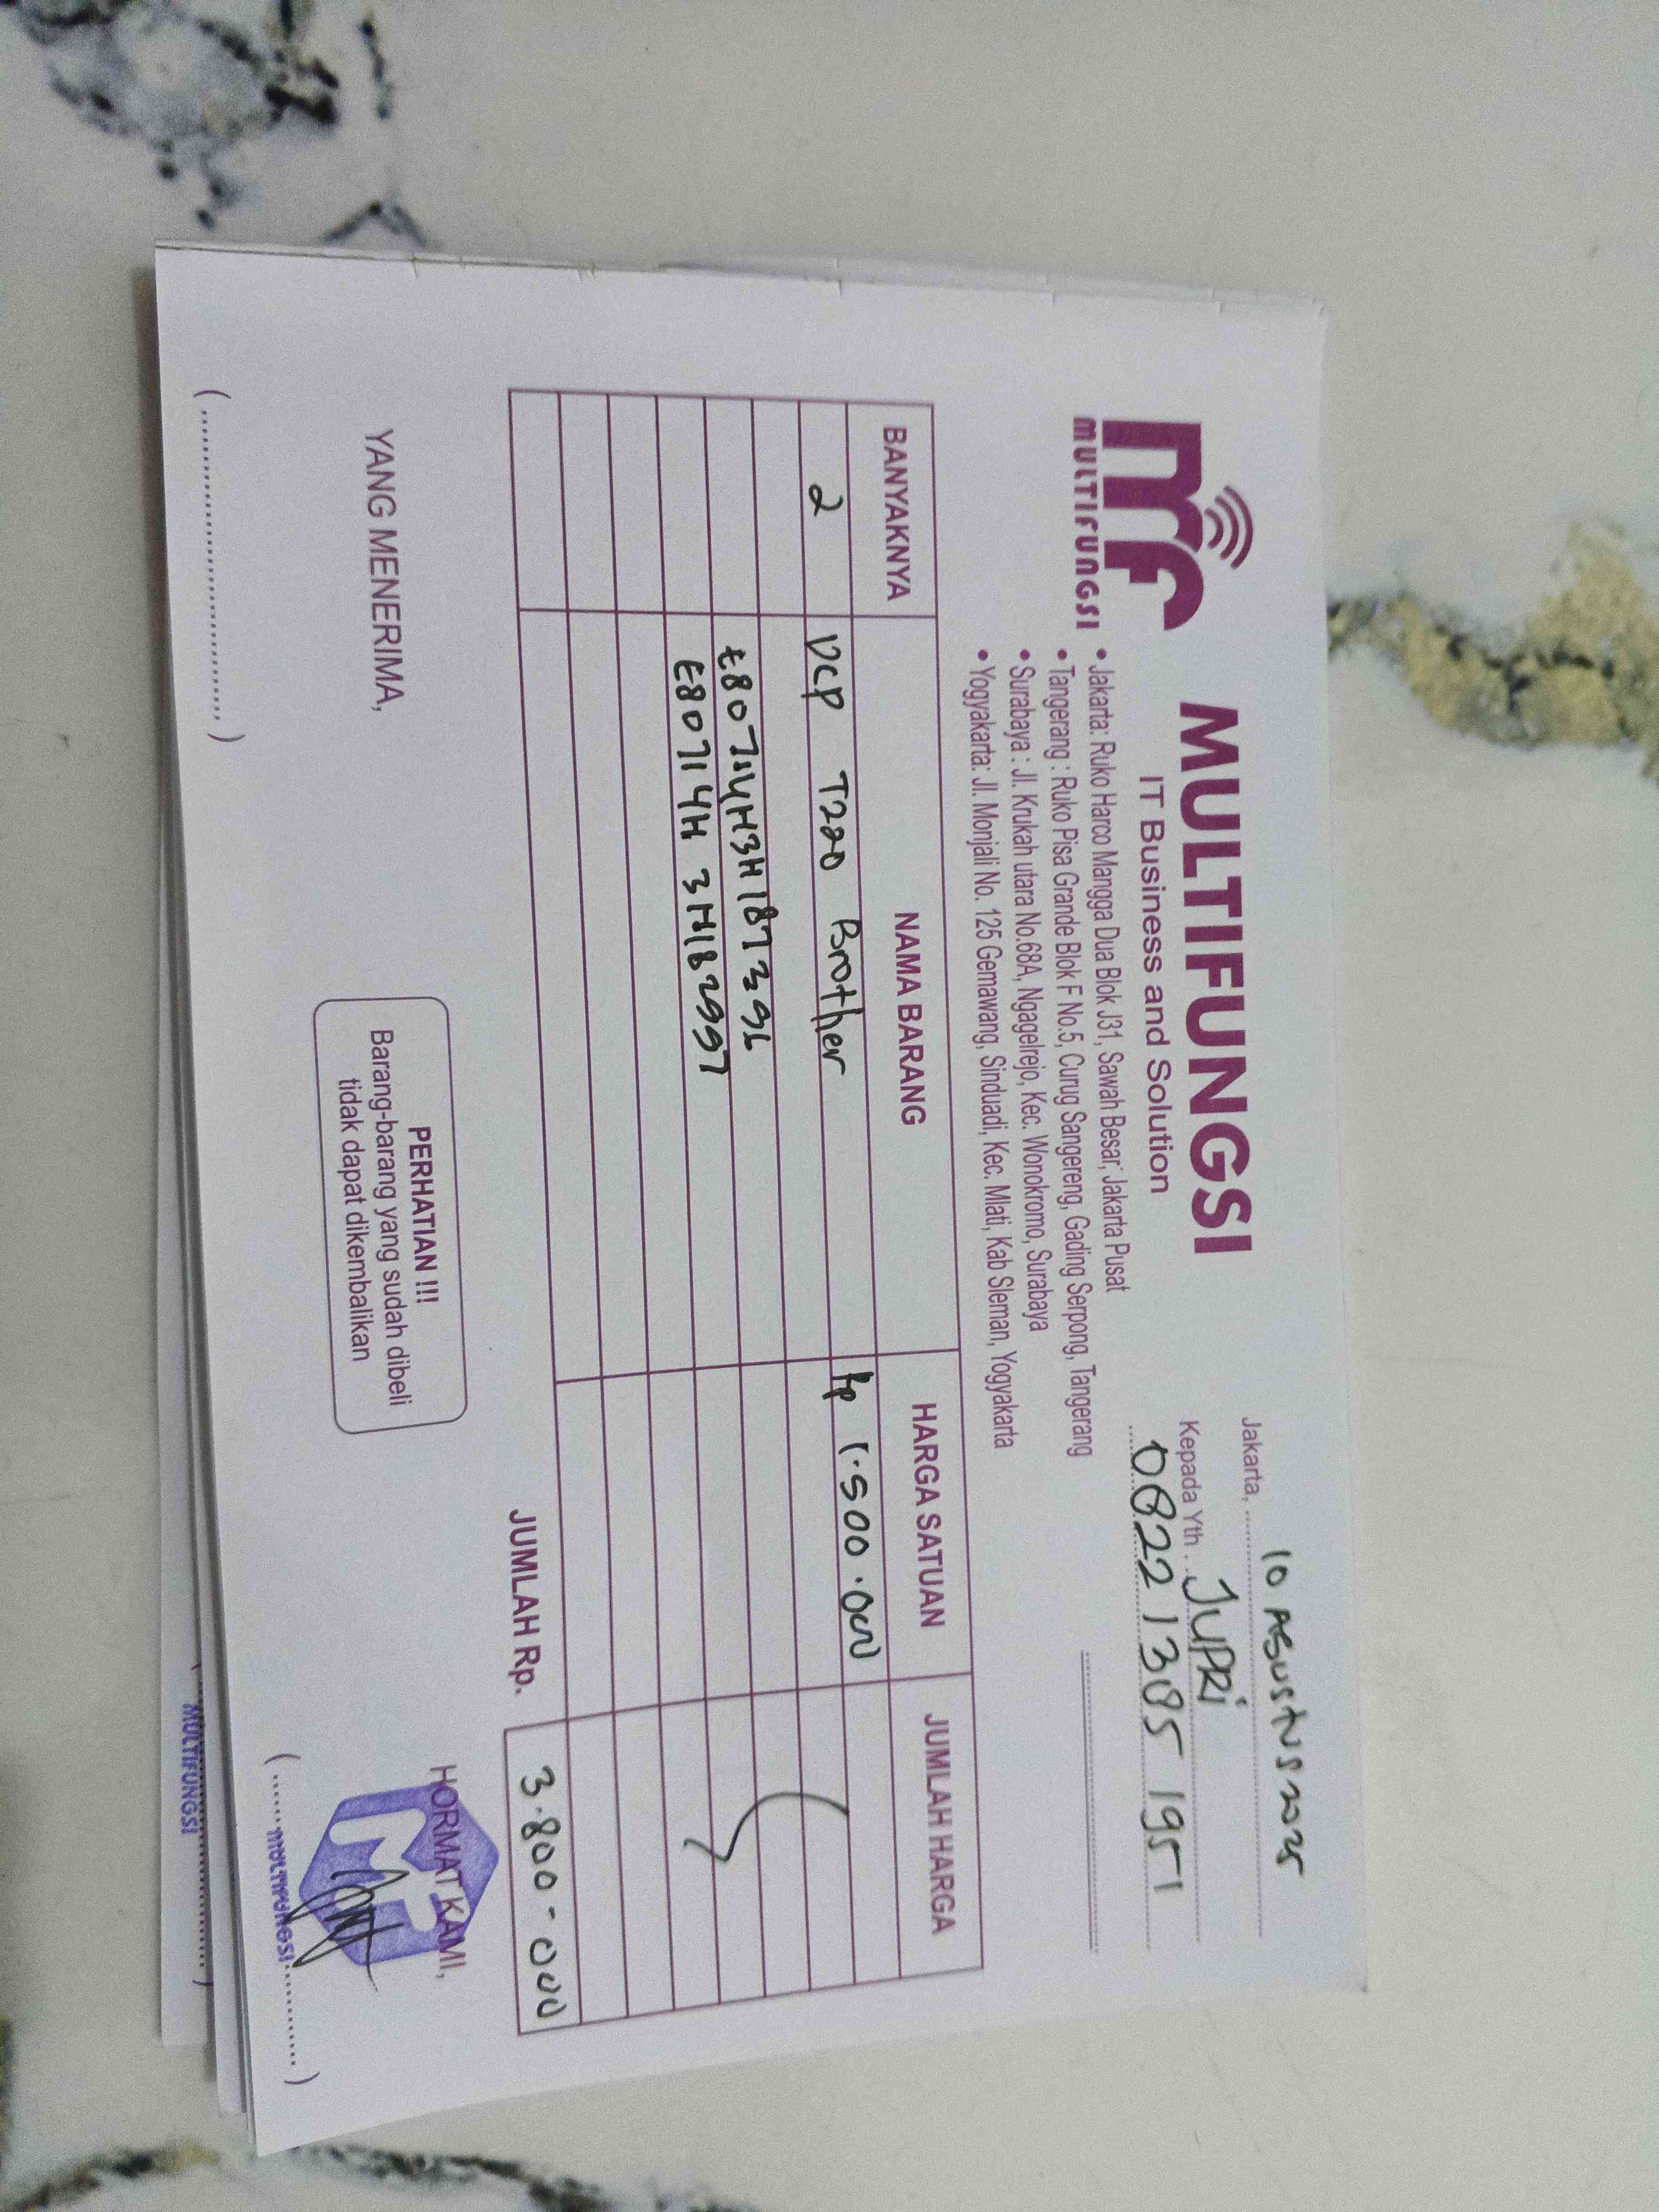 MULTIFUNGSI
MULTIFUNGSI
IT Business and Solution
• Jakarta: Ruko Harco Mangga Dua Blok J31, Sawah Besar, Jakarta Pusat
• Tangerang : Ruko Pisa Grande Blok F No.5, Curug Sangereng, Gading Serpong, Tangerang
• Surabaya : Jl. Krukah utara No.68A, Ngagelrejo, Kec. Wonokromo, Surabaya
• Yogyakarta: Jl. Monjali No. 125 Gemawang, Sinduadi, Kec. Mlati, Kab Sleman, Yogyakarta
Jakarta, 10 Agustus 2025
Kepada Yth. JUPRi
0822 1385 1951
BANYAKNYA NAMA BARANG HARGA SATUAN JUMLAH HARGA
2 DCP T220 Brother Rp 1.500.000
E80714H3H187396
E80714H 3H182997
JUMLAH Rp. 3.800.000
YANG MENERIMA,
PERHATIAN !!!
Barang-barang yang sudah dibeli
tidak dapat dikembalikan
HORMAT KAMI,
MULTIFUNGSI
MULTIFUNGSI